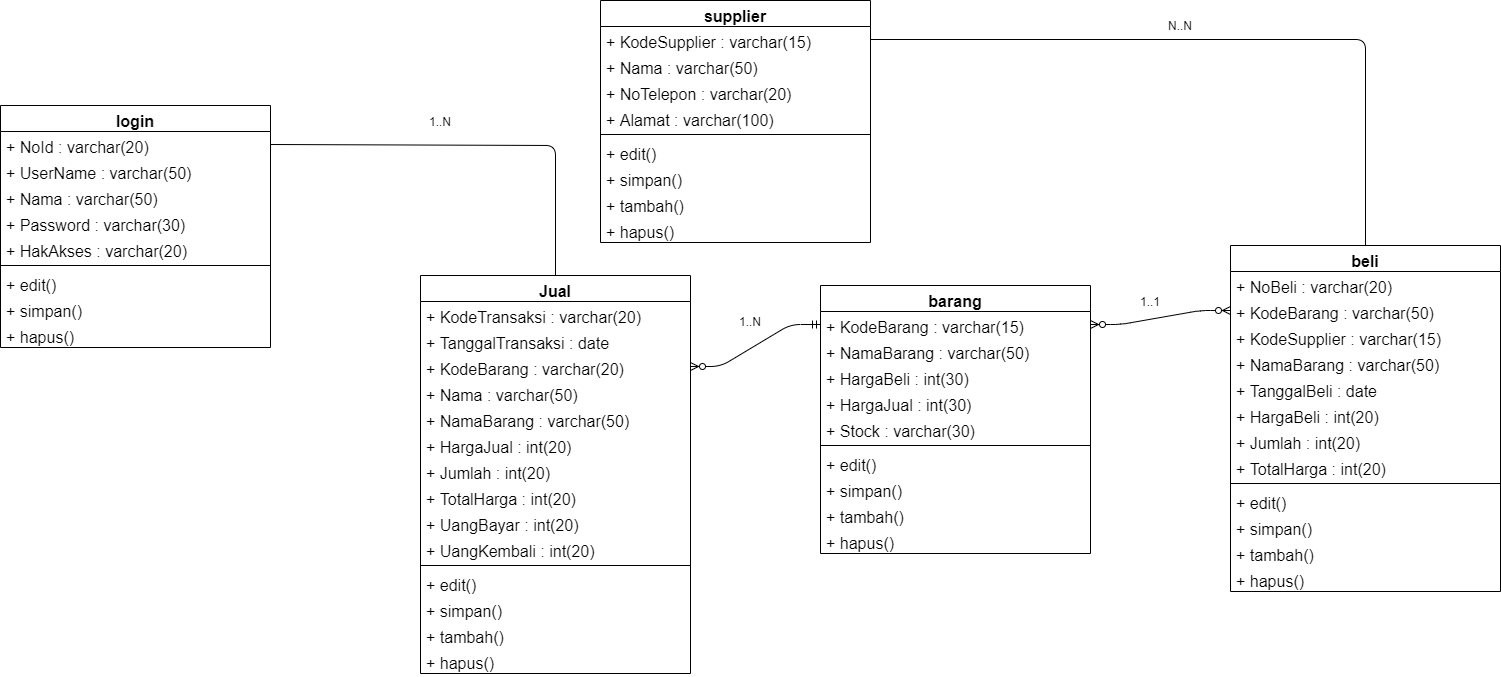 supplier
+ KodeSupplier : varchar(15)
+ Nama : varchar(50)
+ NoTelepon : varchar(20)
+ Alamat : varchar(100)
+ edit()
+ simpan()
+ tambah()
+ hapus()
N..N
login
+ NoId : varchar(20)
+ UserName : varchar(50)
+ Nama : varchar(50)
+ Password : varchar(30)
+ HakAkses : varchar(20)
+ edit()
+ simpan()
+ hapus()
1..N
Jual
+ KodeTransaksi : varchar(20)
+ TanggalTransaksi : date
+ KodeBarang : varchar(20)
+ Nama : varchar(50)
+ NamaBarang : varchar(50)
+ HargaJual : int(20)
+ Jumlah : int(20)
+ TotalHarga : int(20)
+ UangBayar : int(20)
+ UangKembali : int(20)
+ edit()
+ simpan()
+ tambah()
+ hapus()
1..N
barang
+ KodeBarang : varchar(15)
+ NamaBarang : varchar(50)
+ HargaBeli : int(30)
+ HargaJual : int(30)
+ Stock : varchar(30)
+ edit()
+ simpan()
+ tambah()
+ hapus()
1..1
beli
+ NoBeli : varchar(20)
+ KodeBarang : varchar(50)
+ KodeSupplier : varchar(15)
+ NamaBarang : varchar(50)
+ TanggalBeli : date
+ HargaBeli : int(20)
+ Jumlah : int(20)
+ TotalHarga : int(20)
+ edit()
+ simpan()
+ tambah()
+ hapus()